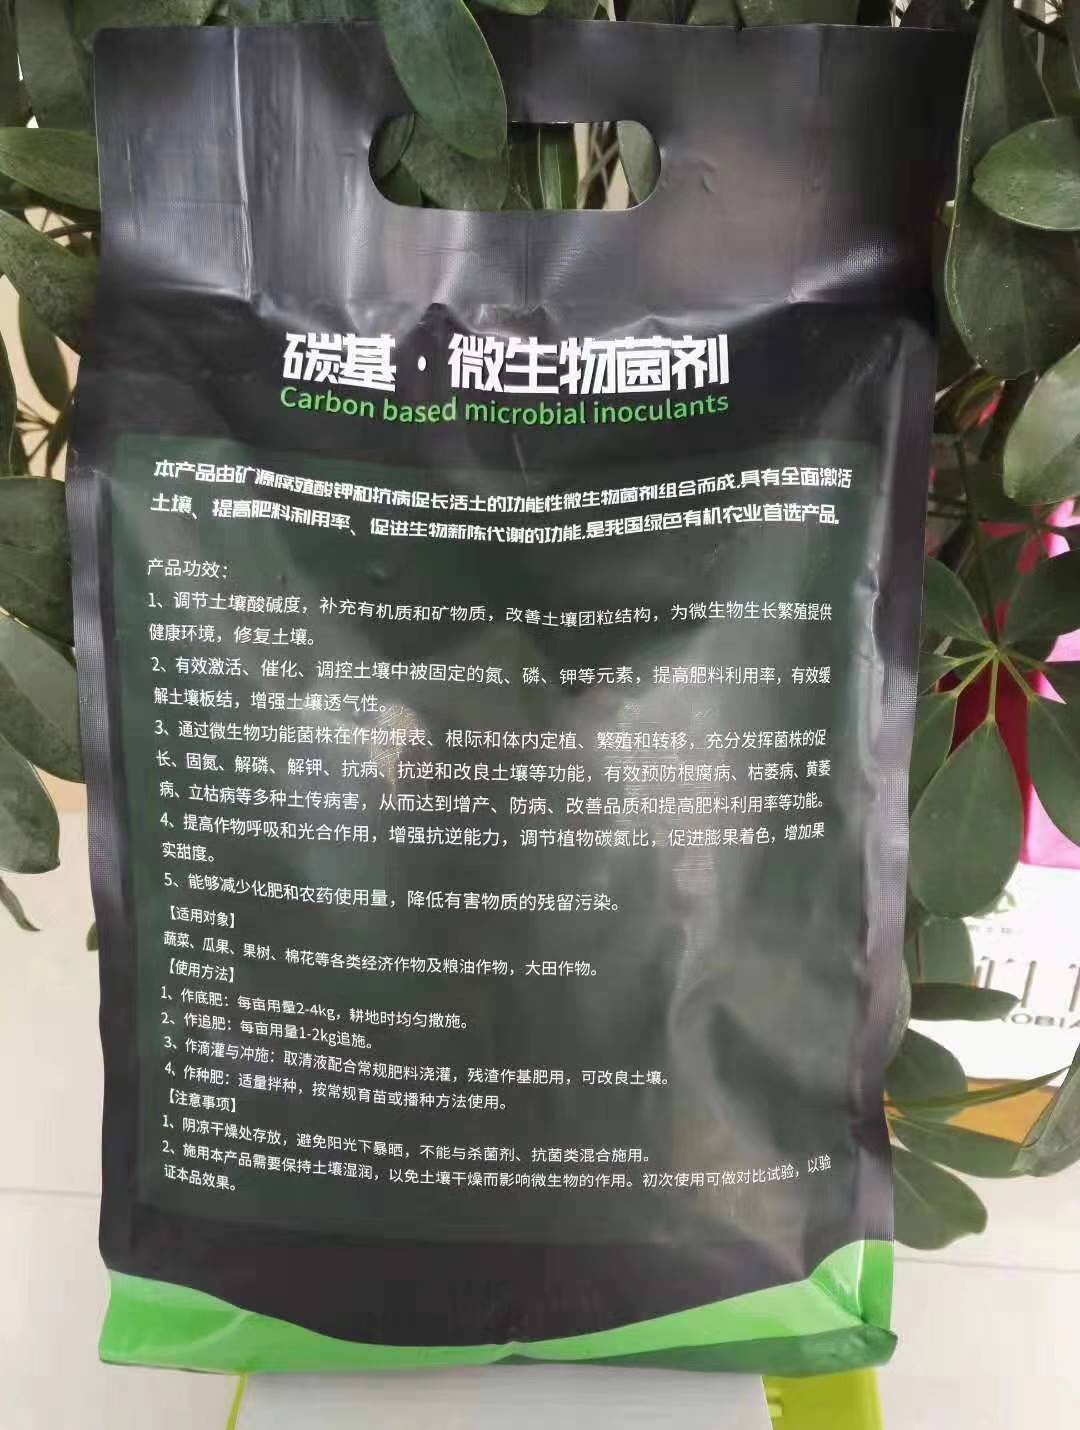 碳基·微生物菌剂
Carbon based microbial inoculants
本产品由矿源腐殖酸钾和抗病促长活土的功能性微生物菌剂组合而成,具有全面激活
土壤、提高肥料利用率、促进生物新陈代谢的功能,是我国绿色有机农业首选产品,
产品功效：
1、调节土壤酸碱度，补充有机质和矿物质，改善土壤团粒结构，为微生物生长繁殖提供
健康环境，修复土壤。
2、有效激活、催化、调控土壤中被固定的氮、磷、钾等元素，提高肥料利用率，有效缓
解土壤板结，增强土壤透气性。
3、通过微生物功能菌株在作物根表、根际和体内定植、繁殖和转移，充分发挥菌株的促
长、固氮、解磷、解钾、抗病、抗逆和改良土壤等功能，有效预防根腐病、枯萎病、黄萎
病、立枯病等多种土传病害，从而达到增产、防病、改善品质和提高肥料利用率等功能。
4、提高作物呼吸和光合作用，增强抗逆能力，调节植物碳氮比，促进膨果着色，增加果
实甜度。
5、能够减少化肥和农药使用量，降低有害物质的残留污染。
【适用对象】
蔬菜、瓜果、果树、棉花等各类经济作物及粮油作物，大田作物。
【使用方法】
1、作底肥：每亩用量2-4kg，耕地时均匀撒施。
2、作追肥：每亩用量1-2kg追施。
3、作滴灌与冲施：取清液配合常规肥料浇灌，残渣作基肥用，可改良土壤。
4、作种肥：适量拌种，按常规育苗或播种方法使用。
【注意事项】
1、阴凉干燥处存放，避免阳光下暴晒，不能与杀菌剂、抗菌类混合施用。
2、施用本产品需要保持土壤湿润，以免土壤干燥而影响微生物的作用。初次使用可做对比试验，以验
证本品效果。